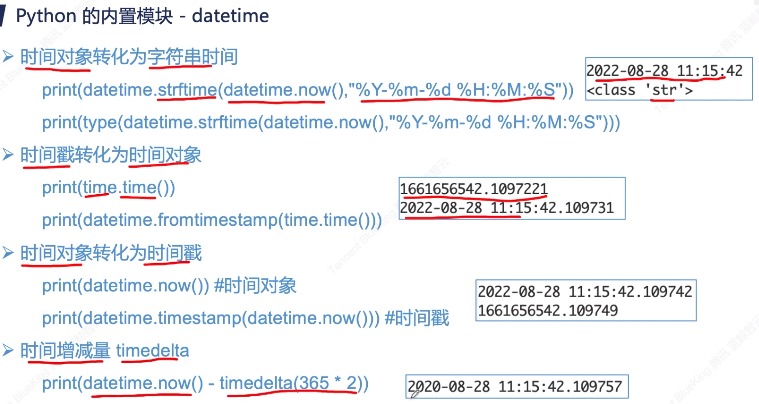 Python 的内置模块 - datetime
➢ 时间对象转化为字符串时间
print(datetime.strftime(datetime.now(),"%Y-%m-%d %H:%M:%S"))
2022-08-28 11:15:42
<class 'str'>
print(type(datetime.strftime(datetime.now(),"%Y-%m-%d %H:%M:%S")))
➢ 时间戳转化为时间对象
print(time.time())
1661656542.1097221
print(datetime.fromtimestamp(time.time()))
2022-08-28 11:15:42.109731
➢ 时间对象转化为时间戳
print(datetime.now()) #时间对象
2022-08-28 11:15:42.109742
print(datetime.timestamp(datetime.now())) #时间戳
1661656542.109749
➢ 时间增减量 timedelta
print(datetime.now() - timedelta(365 * 2))
2020-08-28 11:15:42.109757